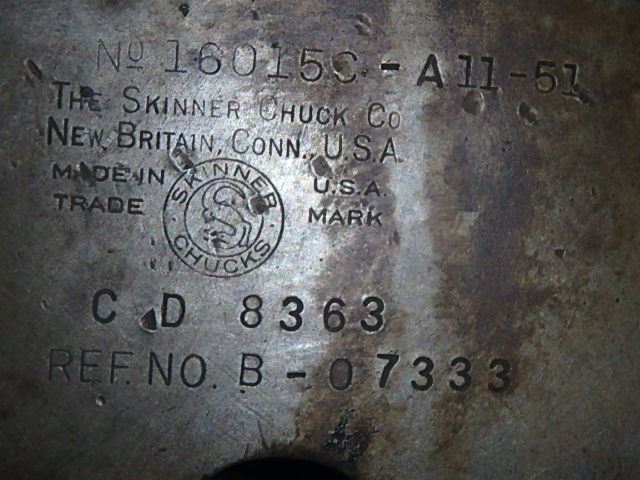 No 16015C - A 11-51
THE SKINNER CHUCK CO
NEW BRITAIN, CONN., U.S.A.
MADE IN U.S.A.
TRADE MARK
SKINNER CHUCKS
C D 8363
REF. NO. B - 07333